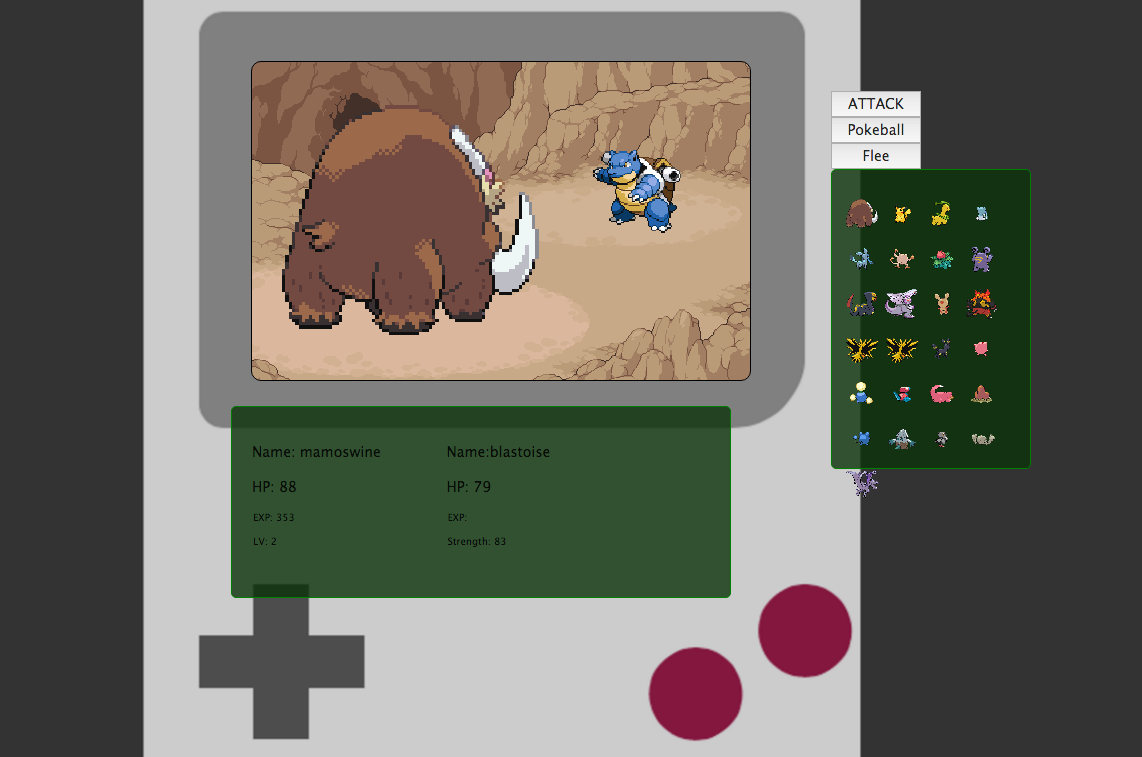 ATTACK
Pokeball
Flee
Name: mamoswine
HP: 88
EXP: 353
LV: 2
Name:blastoise
HP: 79
EXP:
Strength: 83